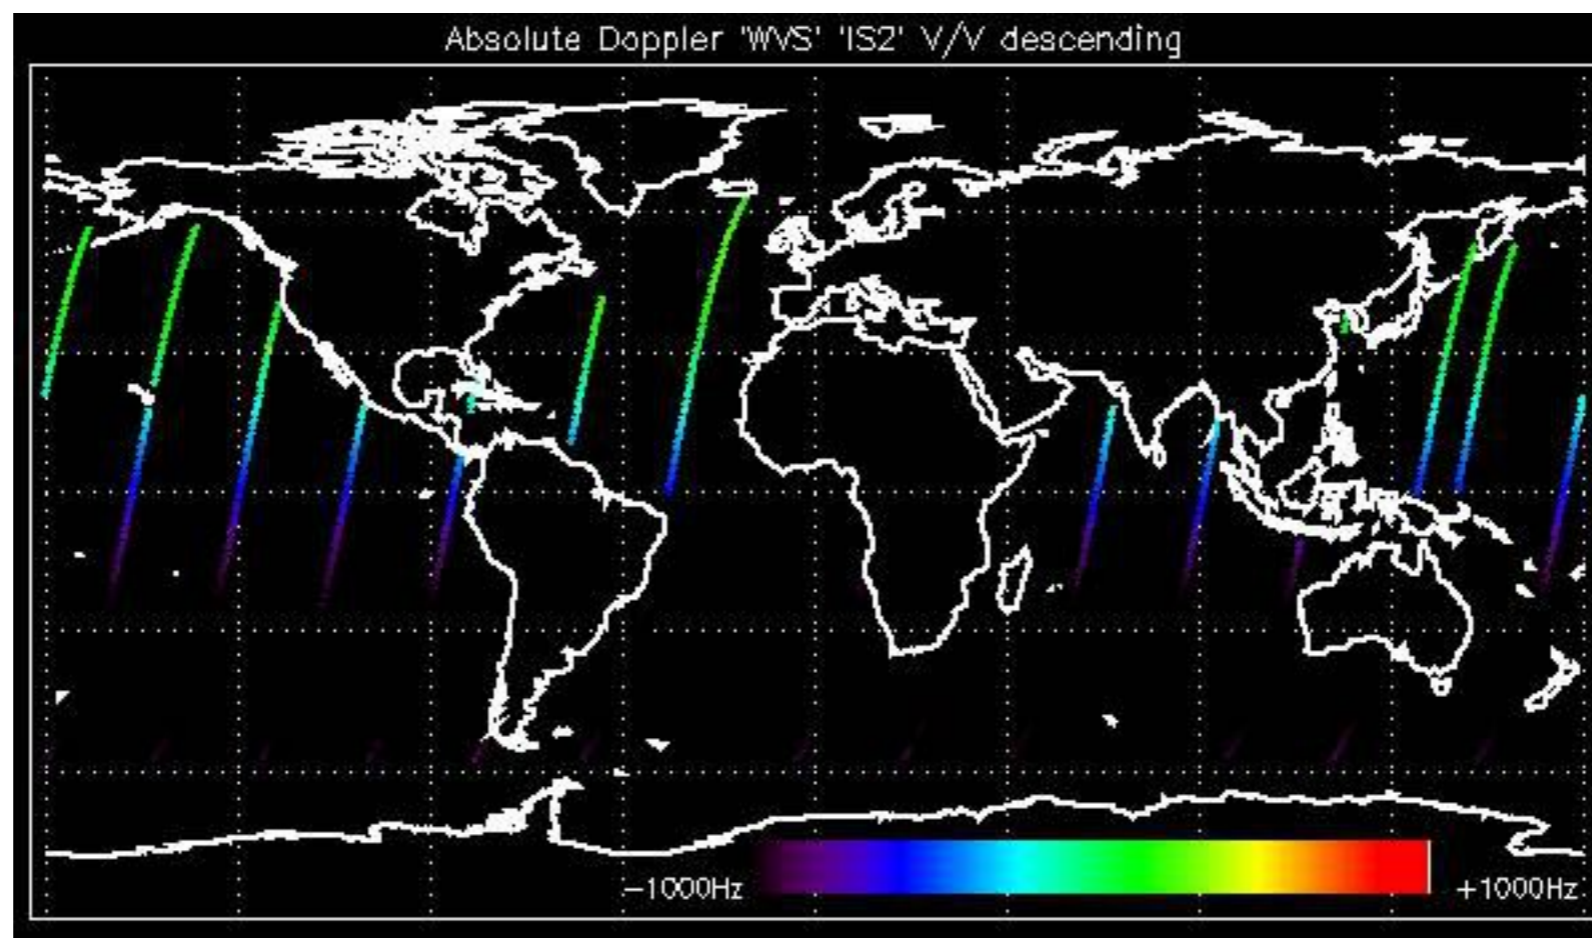 Absolute Doppler 'WVS' 'IS2' V/V descending
−1000Hz +1000Hz